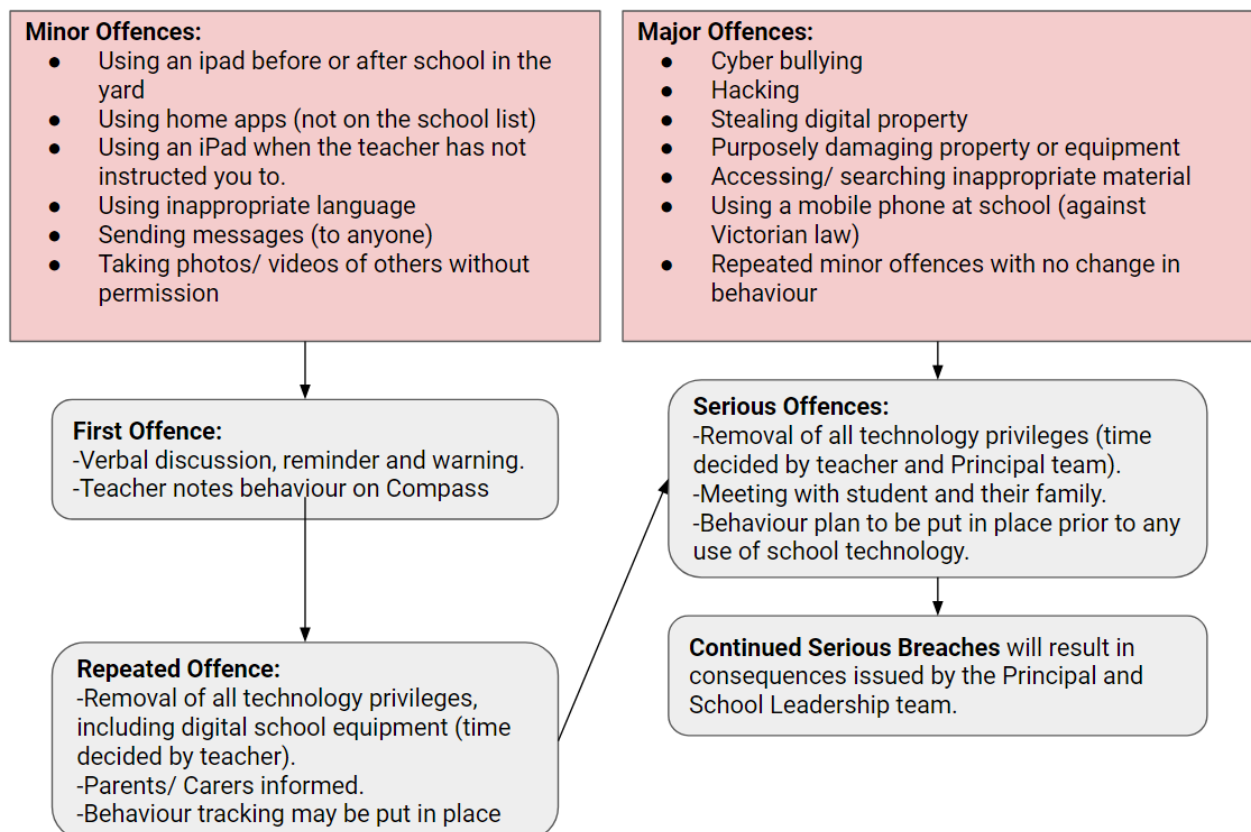 Minor Offences:
● Using an ipad before or after school in the
yard
● Using home apps (not on the school list)
● Using an iPad when the teacher has not
instructed you to.
● Using inappropriate language
● Sending messages (to anyone)
● Taking photos/ videos of others without
permission
Major Offences:
● Cyber bullying
● Hacking
● Stealing digital property
● Purposely damaging property or equipment
● Accessing/ searching inappropriate material
● Using a mobile phone at school (against
Victorian law)
● Repeated minor offences with no change in
behaviour
First Offence:
-Verbal discussion, reminder and warning.
-Teacher notes behaviour on Compass
Repeated Offence:
-Removal of all technology privileges,
including digital school equipment (time
decided by teacher).
-Parents/ Carers informed.
-Behaviour tracking may be put in place
Serious Offences:
-Removal of all technology privileges (time
decided by teacher and Principal team).
-Meeting with student and their family.
-Behaviour plan to be put in place prior to any
use of school technology.
Continued Serious Breaches will result in
consequences issued by the Principal and
School Leadership team.